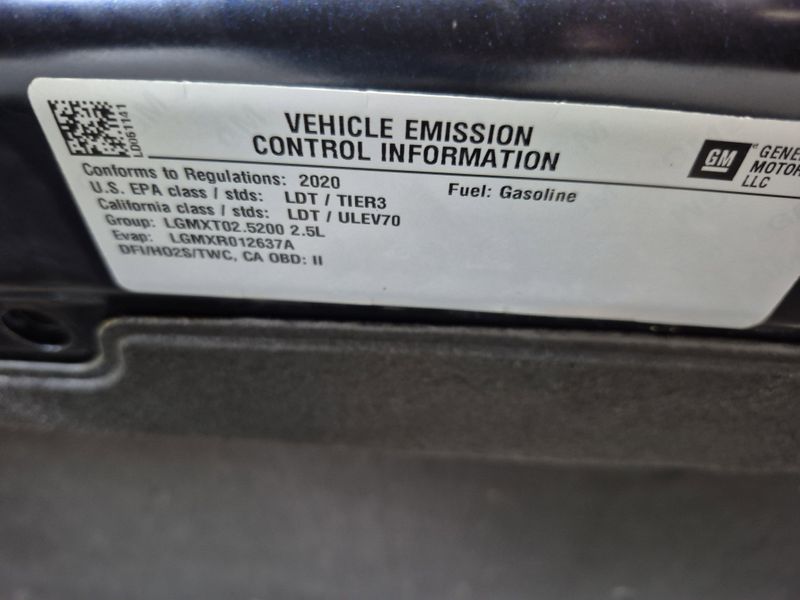 LD061141
VEHICLE EMISSION
CONTROL INFORMATION
GM
GENE
MOTOR
LLC
Conforms to Regulations: 2020
Fuel: Gasoline
U.S. EPA class / stds: LDT / TIER3
California class / stds: LDT / ULEV70
Group: LGMXT02.5200 2.5L
Evap: LGMXR012637A
DFI/HO2S/TWC, CA OBD: II